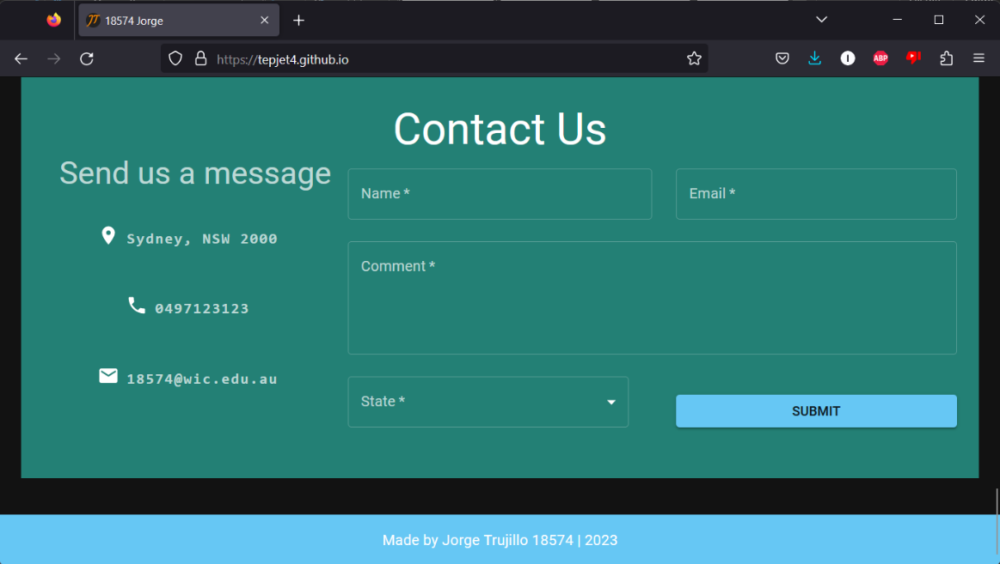 18574 Jorge
https://tepjet4.github.io
ABP
Contact Us
Send us a message
Sydney, NSW 2000
0497123123
18574@wic.edu.au
Name *
Email *
Comment *
State *
SUBMIT
Made by Jorge Trujillo 18574 | 2023